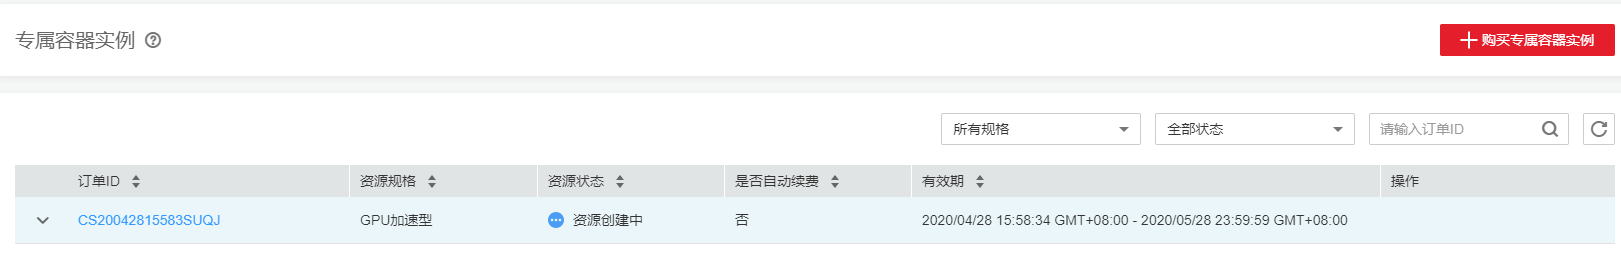 专属容器实例
购买专属容器实例
所有规格 全部状态 请输入订单ID
订单ID 资源规格 资源状态 是否自动续费 有效期 操作
CS20042815583SUQJ GPU加速型 资源创建中 否 2020/04/28 15:58:34 GMT+08:00 - 2020/05/28 23:59:59 GMT+08:00